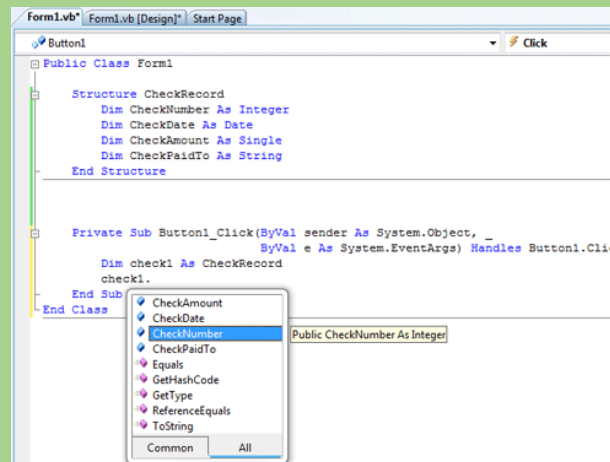 Form1.vb* Form1.vb [Design]* Start Page
Button1 Click
Public Class Form1
Structure CheckRecord
Dim CheckNumber As Integer
Dim CheckDate As Date
Dim CheckAmount As Single
Dim CheckPaidTo As String
End Structure
Private Sub Button1_Click(ByVal sender As System.Object, _
ByVal e As System.EventArgs) Handles Button1.Clic
Dim check1 As CheckRecord
check1.
End Sub
End Class
CheckAmount
CheckDate
CheckNumber Public CheckNumber As Integer
CheckPaidTo
Equals
GetHashCode
GetType
ReferenceEquals
ToString
Common All